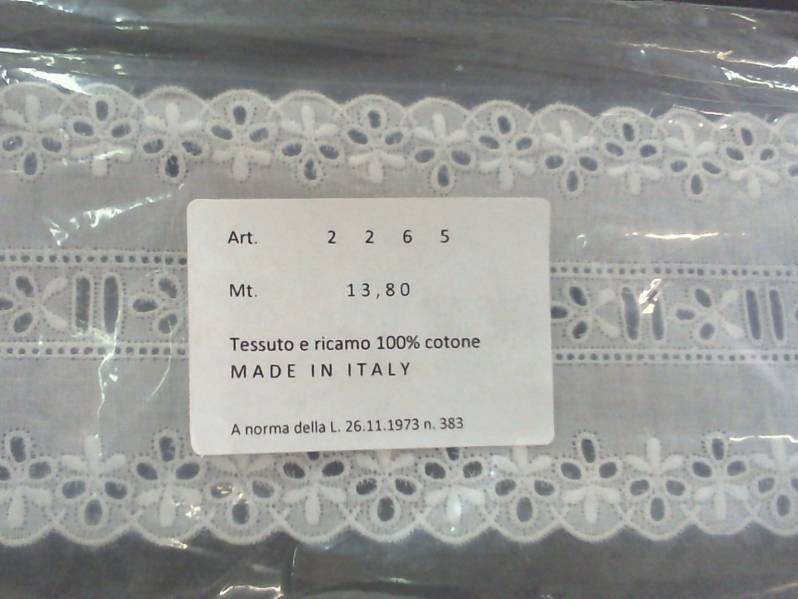 Art. 2 2 6 5
Mt. 13,80
Tessuto e ricamo 100% cotone
MADE IN ITALY
A norma della L. 26.11.1973 n. 383